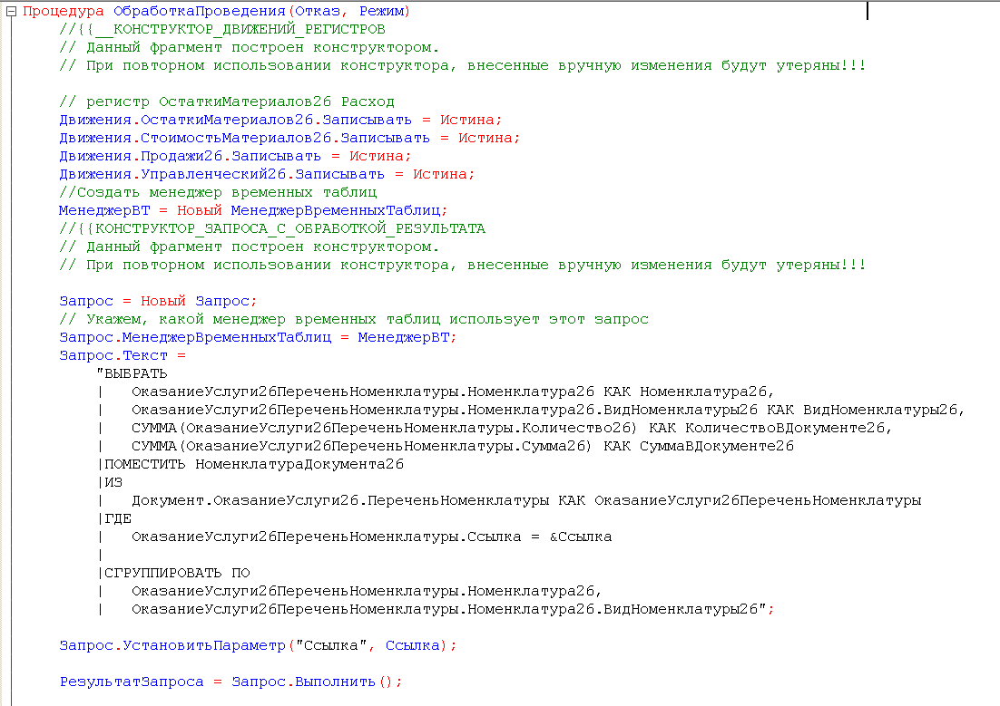 Процедура ОбработкаПроведения(Отказ, Режим)
//{{__КОНСТРУКТОР_ДВИЖЕНИЙ_РЕГИСТРОВ
// Данный фрагмент построен конструктором.
// При повторном использовании конструктора, внесенные вручную изменения будут утеряны!!!
// регистр ОстаткиМатериалов26 Расход
Движения.ОстаткиМатериалов26.Записывать = Истина;
Движения.СтоимостьМатериалов26.Записывать = Истина;
Движения.Продажи26.Записывать = Истина;
Движения.Управленческий26.Записывать = Истина;
//Создать менеджер временных таблиц
МенеджерВТ = Новый МенеджерВременныхТаблиц;
//{{КОНСТРУКТОР_ЗАПРОСА_С_ОБРАБОТКОЙ_РЕЗУЛЬТАТА
// Данный фрагмент построен конструктором.
// При повторном использовании конструктора, внесенные вручную изменения будут утеряны!!!
Запрос = Новый Запрос;
// Укажем, какой менеджер временных таблиц использует этот запрос
Запрос.МенеджерВременныхТаблиц = МенеджерВТ;
Запрос.Текст =
"ВЫБРАТЬ
|   ОказаниеУслуги26ПереченьНоменклатуры.Номенклатура26 КАК Номенклатура26,
|   ОказаниеУслуги26ПереченьНоменклатуры.Номенклатура26.ВидНоменклатуры26 КАК ВидНоменклатуры26,
|   СУММА(ОказаниеУслуги26ПереченьНоменклатуры.Количество26) КАК КоличествоВДокументе26,
|   СУММА(ОказаниеУслуги26ПереченьНоменклатуры.Сумма26) КАК СуммаВДокументе26
|ПОМЕСТИТЬ НоменклатураДокумента26
|ИЗ
|   Документ.ОказаниеУслуги26.ПереченьНоменклатуры КАК ОказаниеУслуги26ПереченьНоменклатуры
|ГДЕ
|   ОказаниеУслуги26ПереченьНоменклатуры.Ссылка = &Ссылка
|
|СГРУППИРОВАТЬ ПО
|   ОказаниеУслуги26ПереченьНоменклатуры.Номенклатура26,
|   ОказаниеУслуги26ПереченьНоменклатуры.Номенклатура26.ВидНоменклатуры26";
Запрос.УстановитьПараметр("Ссылка", Ссылка);
РезультатЗапроса = Запрос.Выполнить();